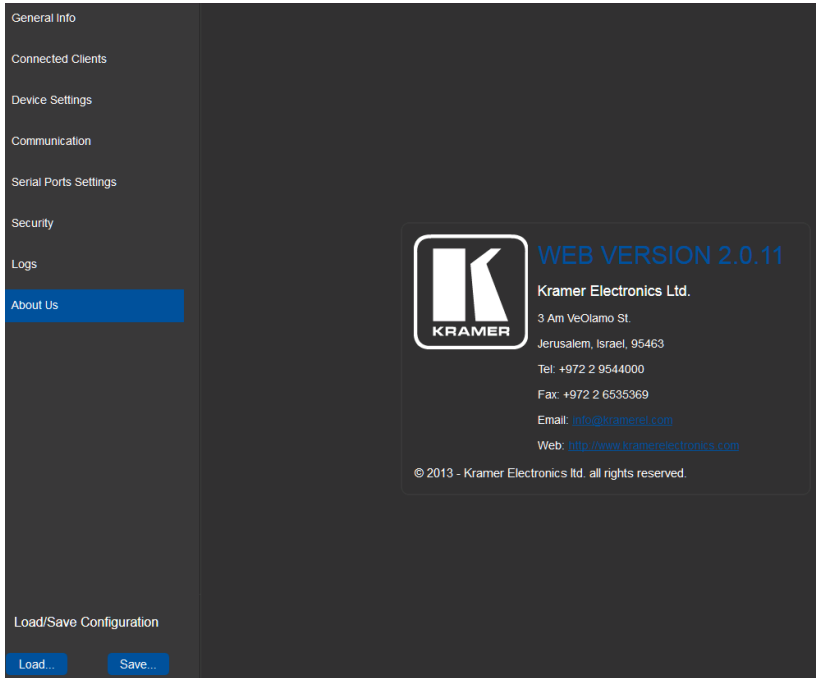 General Info
Connected Clients
Device Settings
Communication
Serial Ports Settings
Security
Logs
About Us
Load/Save Configuration
Load...
Save...
KRAMER
WEB VERSION 2.0.11
Kramer Electronics Ltd.
3 Am VeOlamo St.
Jerusalem, Israel, 95463
Tel: +972 2 9544000
Fax: +972 2 6535369
Email: info@kramerel.com
Web: http://www.kramerelectronics.com
© 2013 - Kramer Electronics ltd. all rights reserved.